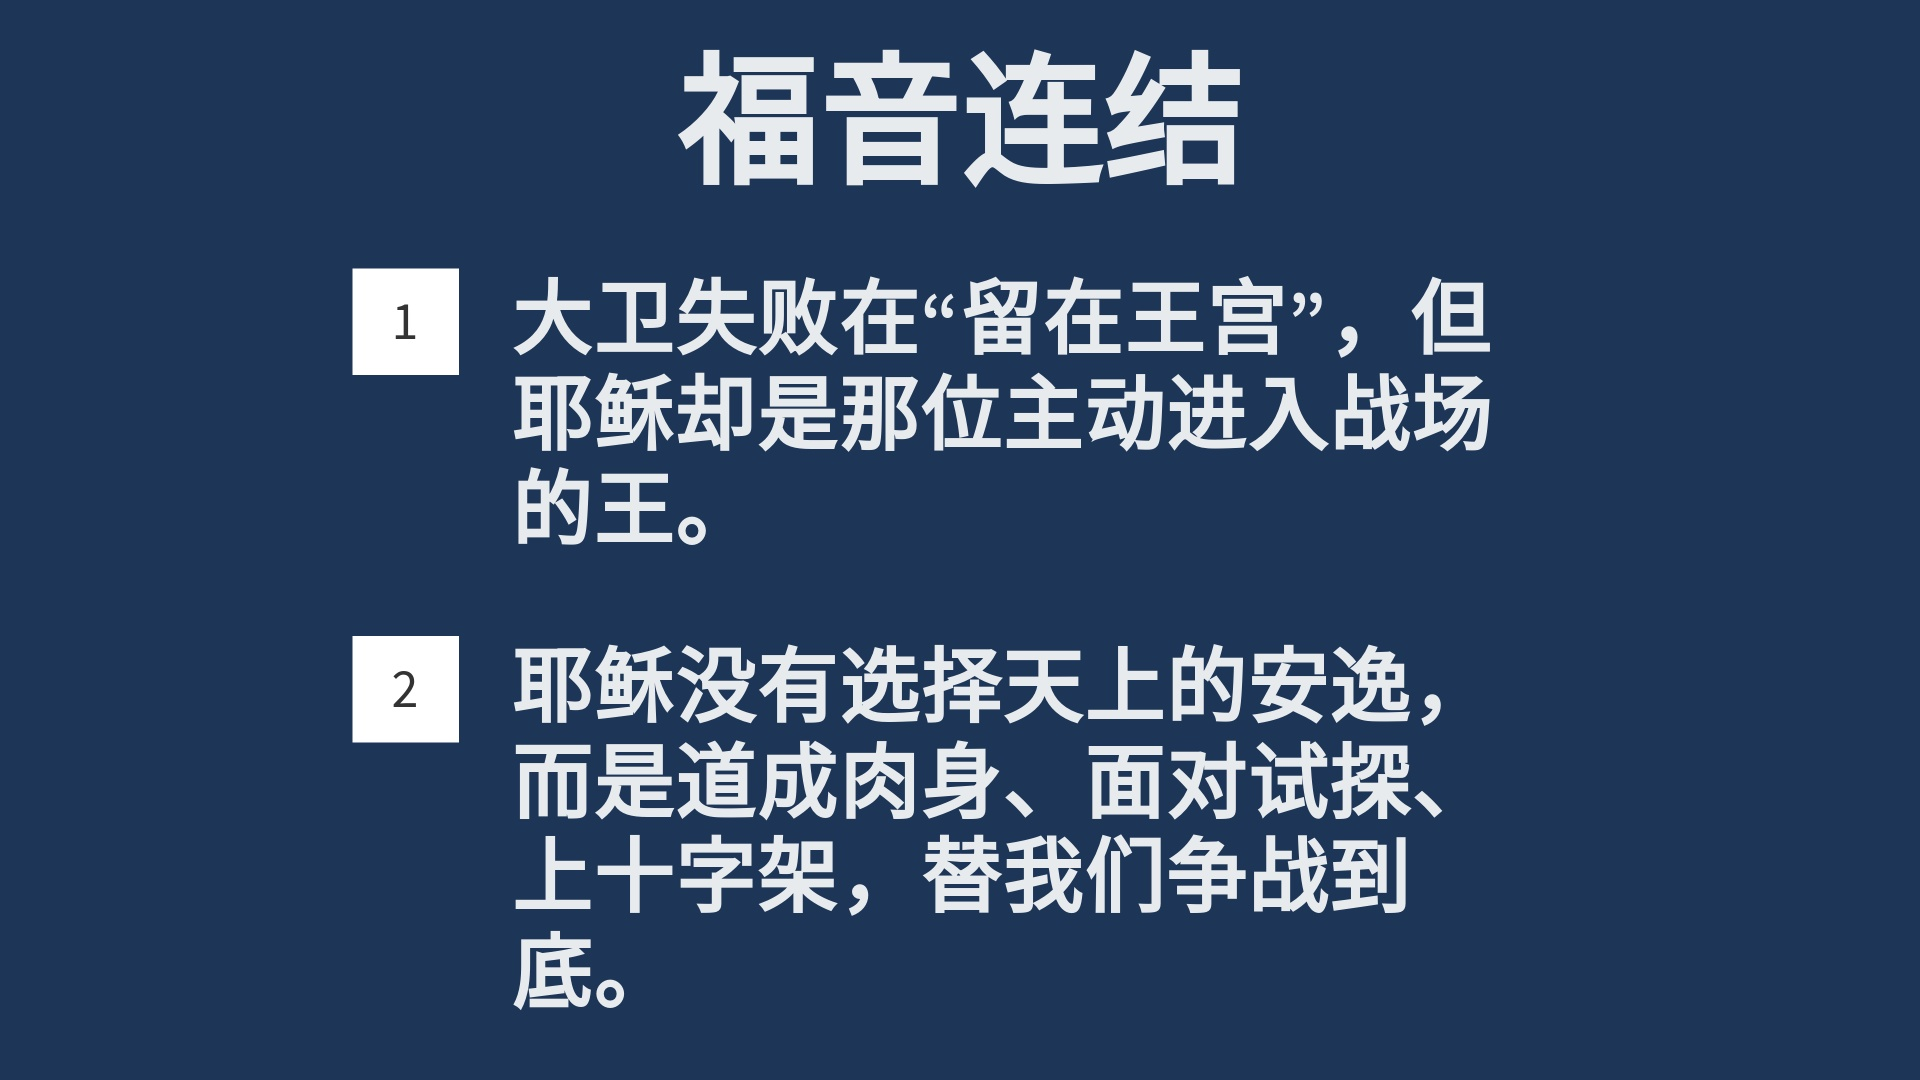 福音连结
1
大卫失败在“留在王宫”，但
耶稣却是那位主动进入战场
的王。
2
耶稣没有选择天上的安逸，
而是道成肉身、面对试探、
上十字架，替我们争战到
底。